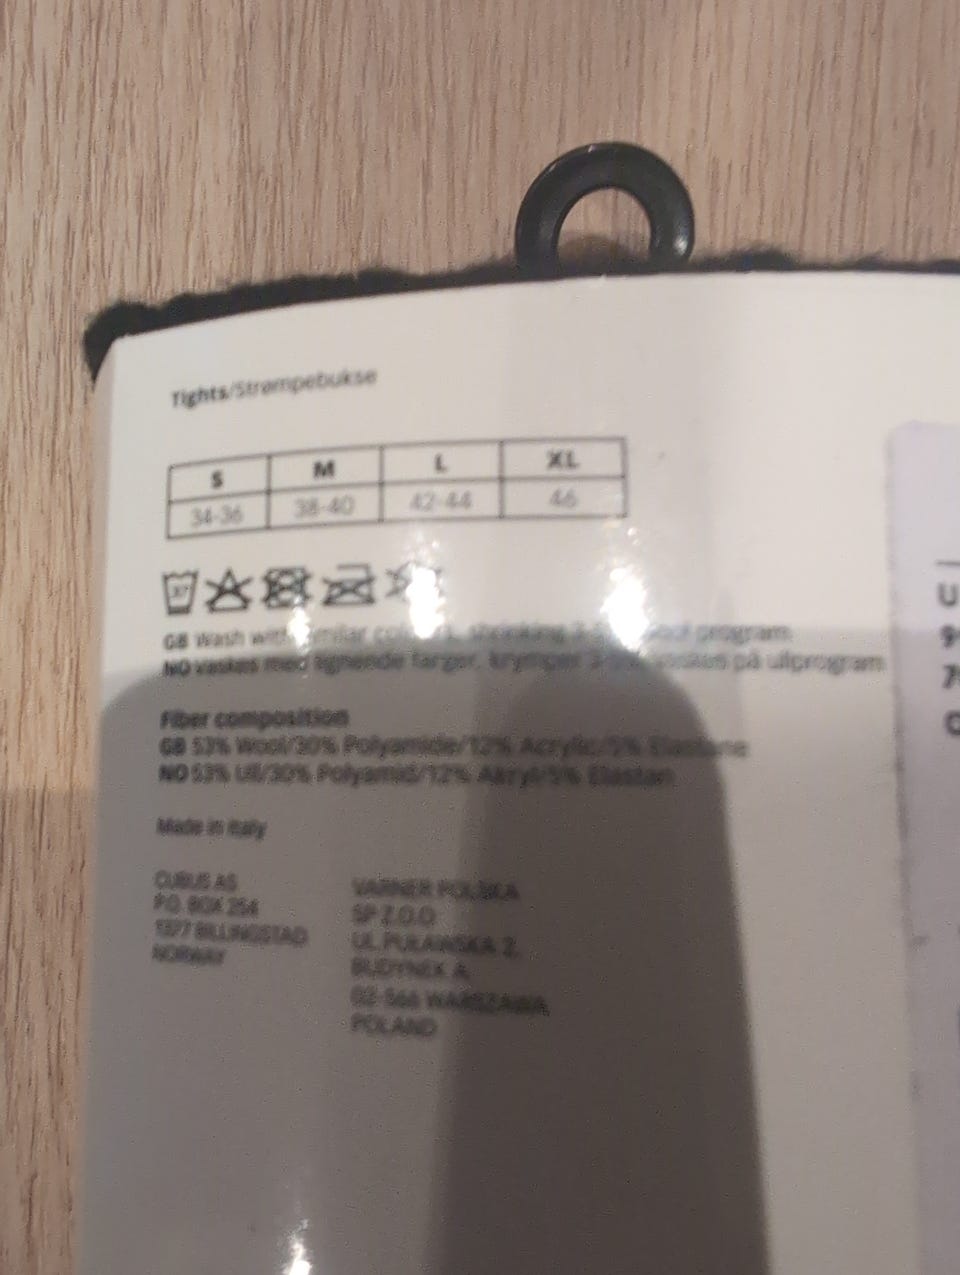 Tights/Strømpebukse
S M L XL
34-36 38-40 42-44 46
30°
GB Wash with similar colours, shrinking program
NO vaskes med lignende farger, krymper på ullprogram
Fiber composition
GB 53% Wool/30% Polyamide/12% Acrylic/5% Elastane
NO 53% Ull/30% Polyamid/12% Akryl/5% Elastan
Made in Italy
CUBUS AS
P.O. BOX 254
1377 BILLINGSTAD
NORWAY
VARNER POLSKA
SP Z.O.O
UL. PUŁAWSKA 2,
BUDYNEK A,
02-566 WARSZAWA,
POLAND